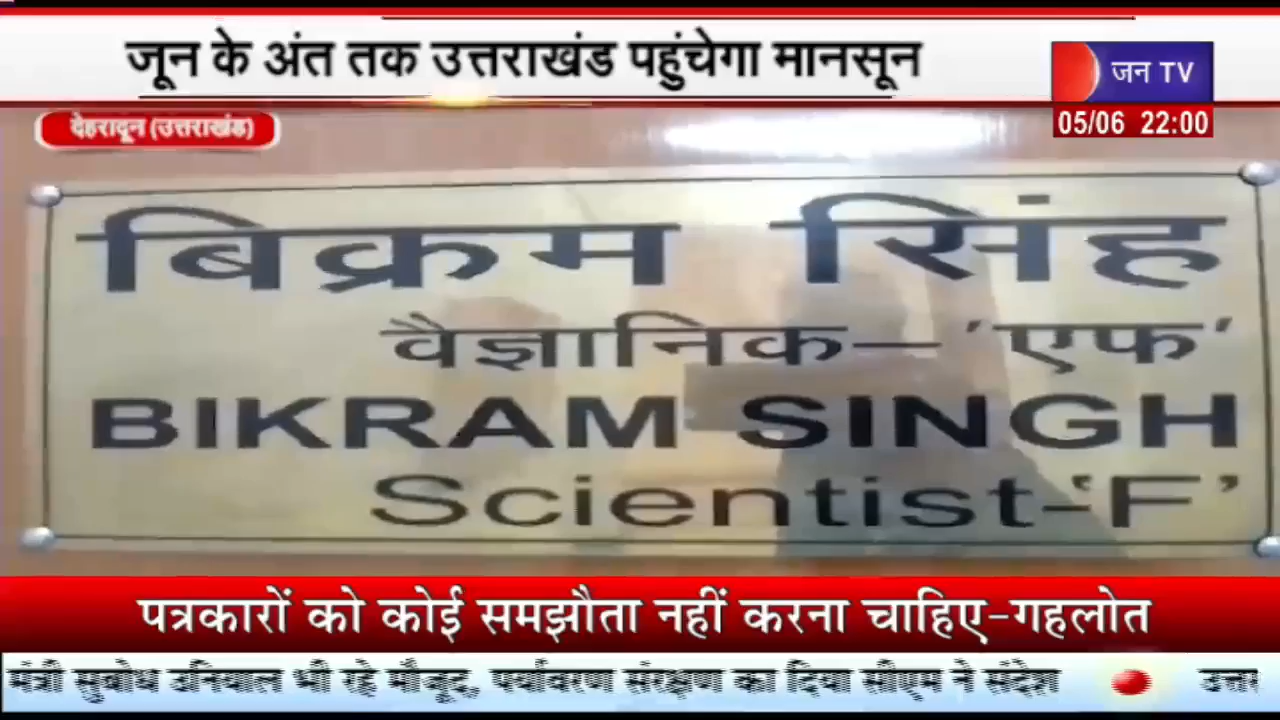 जून के अंत तक उत्तराखंड पहुंचेगा मानसून
जन TV
05/06 22:00
देहरादून (उत्तराखंड)
बिक्रम सिंह
वैज्ञानिक–'एफ'
BIKRAM SINGH
Scientist-'F'
पत्रकारों को कोई समझौता नहीं करना चाहिए-गहलोत
मंत्री सुबोध उनियाल भी रहे मौजूद, पर्यावरण संरक्षण का दिया सीएम ने संदेश